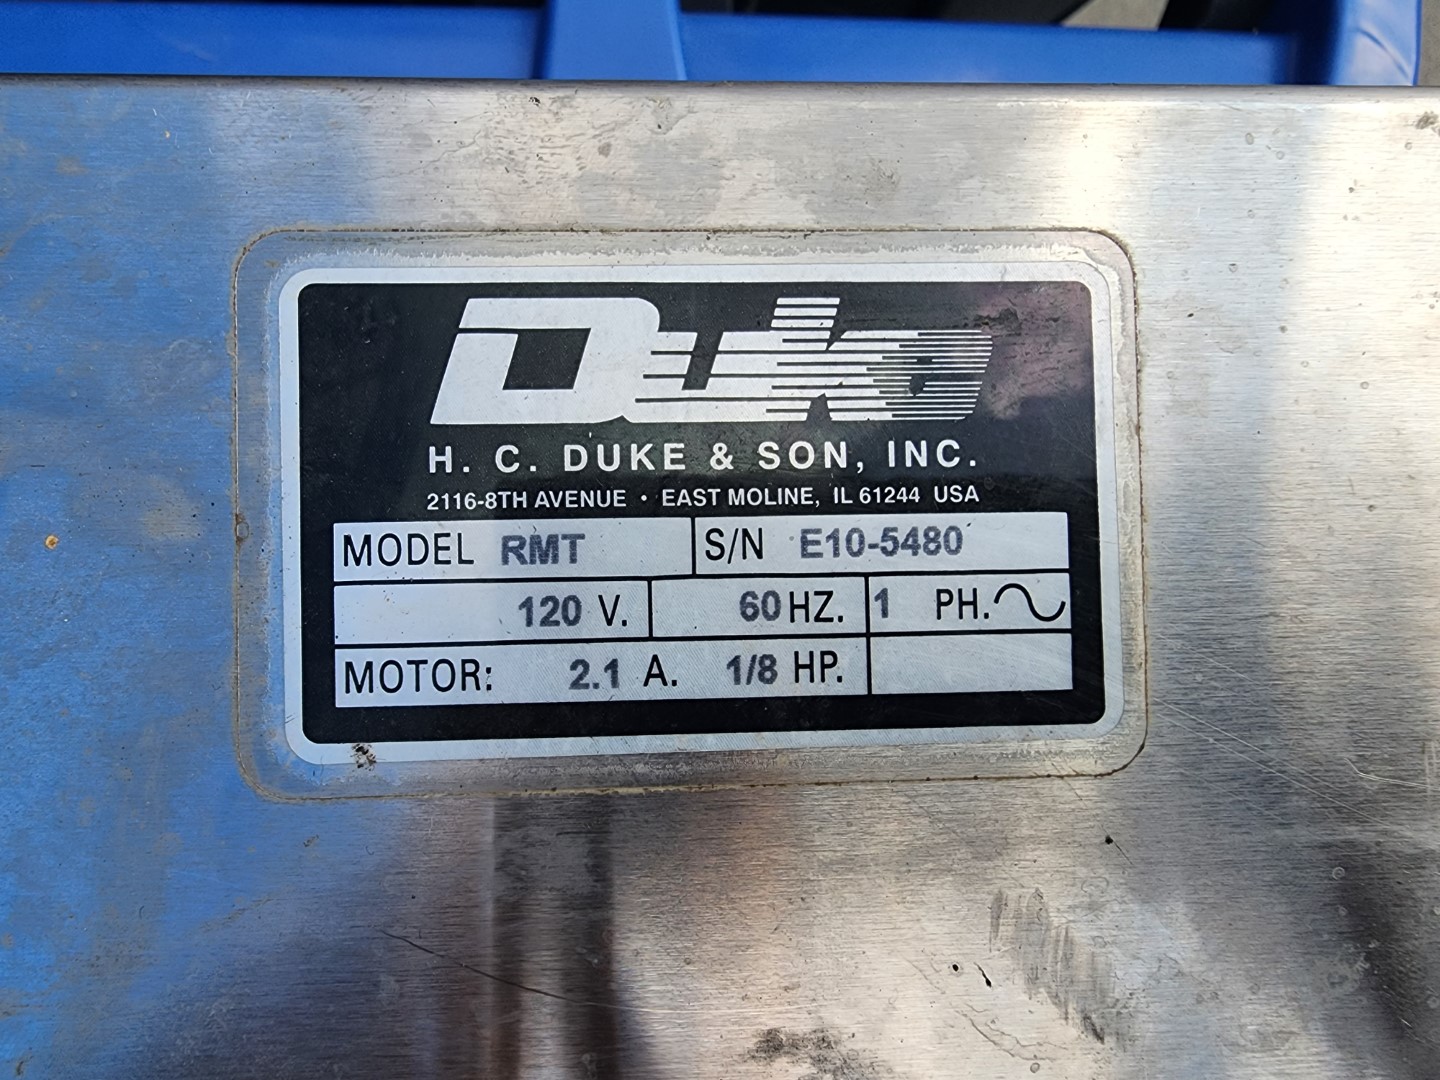 Duke
H. C. DUKE & SON, INC.
2116-8TH AVENUE • EAST MOLINE, IL 61244 USA
MODEL RMT S/N E10-5480
120 V. 60 HZ. 1 PH.
MOTOR: 2.1 A. 1/8 HP.